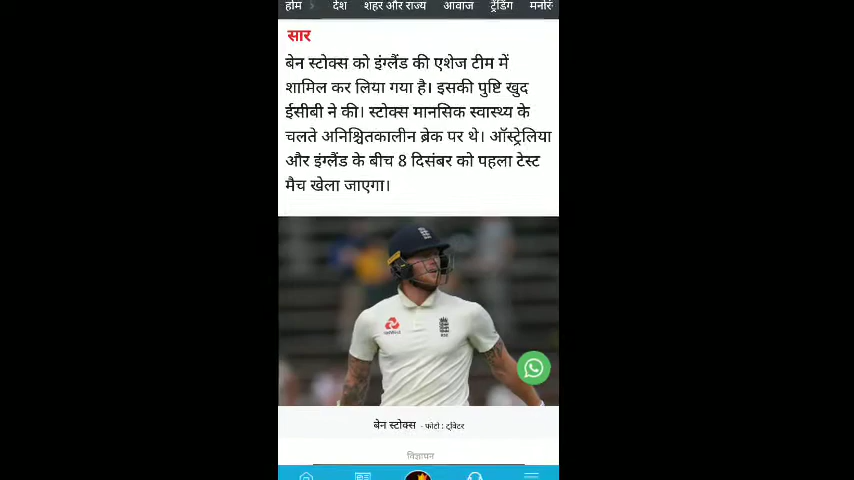 होम देश शहर और राज्य आवाज ट्रेंडिंग
सार
बेन स्टोक्स को इंग्लैंड की एशेज टीम में
शामिल कर लिया गया है। इसकी पुष्टि खुद
ईसीबी ने की। स्टोक्स मानसिक स्वास्थ्य के
चलते अनिश्चितकालीन ब्रेक पर थे। ऑस्ट्रेलिया
और इंग्लैंड के बीच 8 दिसंबर को पहला टेस्ट
मैच खेला जाएगा।
बेन स्टोक्स - फोटो : ट्विटर
विज्ञापन